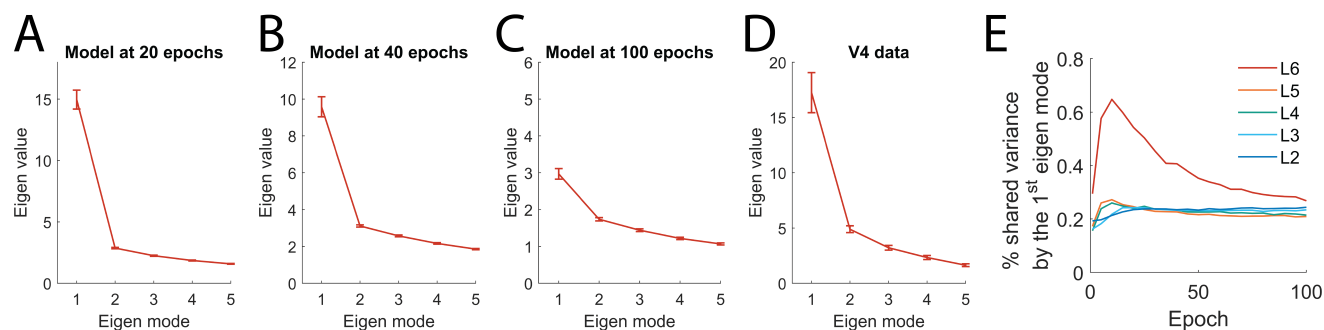 A
Model at 20 epochs
Eigen value
15
10
5
0
1 2 3 4 5
Eigen mode
B
Model at 40 epochs
Eigen value
12
10
8
6
4
2
0
1 2 3 4 5
Eigen mode
C
Model at 100 epochs
Eigen value
6
5
4
3
2
1
0
1 2 3 4 5
Eigen mode
D
V4 data
Eigen value
20
15
10
5
0
1 2 3 4 5
Eigen mode
E
% shared variance
by the 1st eigen mode
0.8
0.6
0.4
0.2
0
0 50 100
Epoch
L6
L5
L4
L3
L2